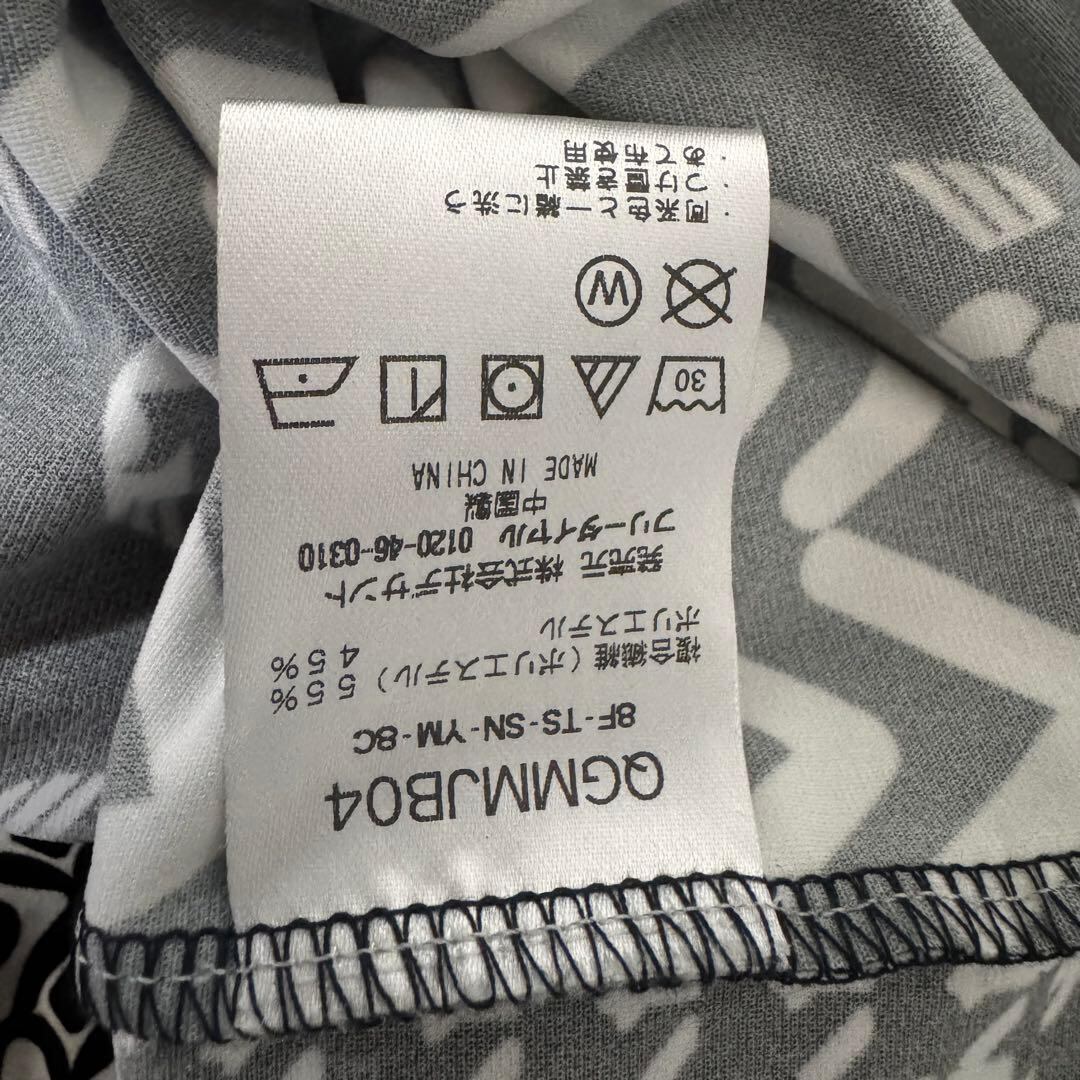 QGMMJB04
8F-TS-SN-YM-8C
複合繊維(ポリエステル) 55%
ポリエステル 45%
発売元 株式会社デサント
フリーダイヤル 0120-46-0310
中国製
MADE IN CHINA
30
W
・同系色と一緒に洗う
・つけ置き禁止
・あて布使用